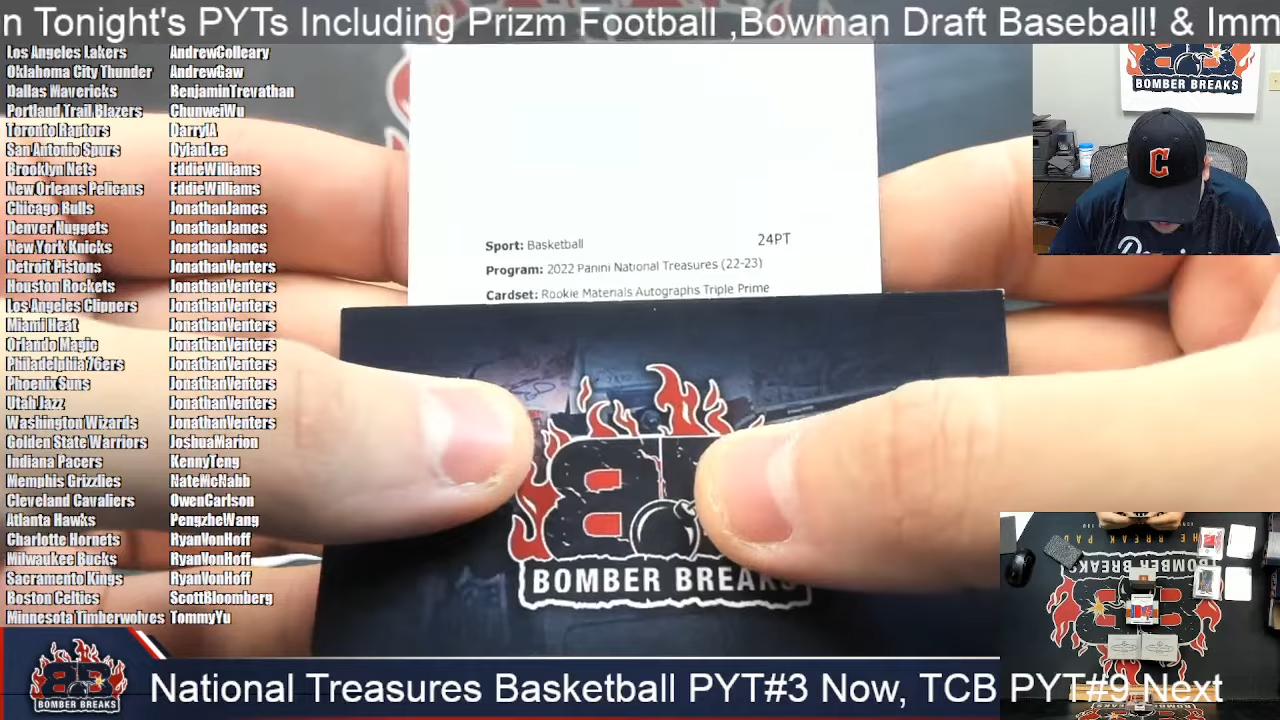 n Tonight's PYTs Including Prizm Football ,Bowman Draft Baseball! & Imm
Los Angeles Lakers AndrewColleary
Oklahoma City Thunder AndrewGaw
Dallas Mavericks BenjaminTrevathan
Portland Trail Blazers ChunweiWu
Toronto Raptors DarrylA
San Antonio Spurs DylanLee
Brooklyn Nets EddieWilliams
New Orleans Pelicans EddieWilliams
Chicago Bulls JonathanJames
Denver Nuggets JonathanJames
New York Knicks JonathanJames
Detroit Pistons JonathanVenters
Houston Rockets JonathanVenters
Los Angeles Clippers JonathanVenters
Miami Heat JonathanVenters
Orlando Magic JonathanVenters
Philadelphia 76ers JonathanVenters
Phoenix Suns JonathanVenters
Utah Jazz JonathanVenters
Washington Wizards JonathanVenters
Golden State Warriors JoshuaMarion
Indiana Pacers KennyTeng
Memphis Grizzlies NateMcNabb
Cleveland Cavaliers OwenCarlson
Atlanta Hawks PengzheWang
Charlotte Hornets RyanVonHoff
Milwaukee Bucks RyanVonHoff
Sacramento Kings RyanVonHoff
Boston Celtics ScottBloomberg
Minnesota Timberwolves TommyYu
Sport: Basketball 24PT
Program: 2022 Panini National Treasures (22-23)
Cardset: Rookie Materials Autographs Triple Prime
BB
BOMBER BREAKS
BOMBER BREAKS
C
THE BREAK PAD
BOMBER BREAKS
BOMBER BREAKS
National Treasures Basketball PYT#3 Now, TCB PYT#9 Next